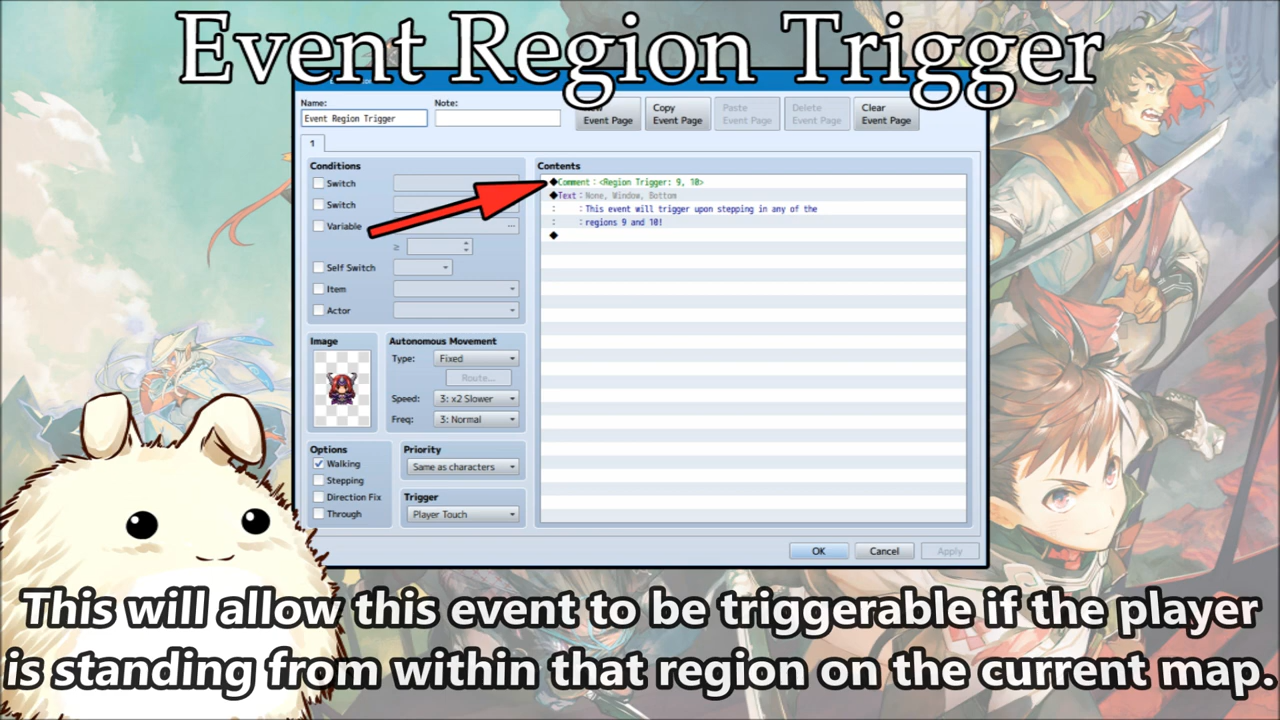 Event Region Trigger
Name:
Note:
Event Region Trigger
Event Page
Copy
Event Page
Paste
Event Page
Delete
Event Page
Clear
Event Page
1
Conditions
Switch
Switch
Variable
...
≥
Self Switch
Item
Actor
Image
Autonomous Movement
Type:
Fixed
Route...
Speed:
3: x2 Slower
Freq:
3: Normal
Options
Walking
Stepping
Direction Fix
Through
Priority
Same as characters
Trigger
Player Touch
Contents
◆Comment：<Region Trigger: 9, 10>
◆Text：None, Window, Bottom
：　：This event will trigger upon stepping in any of the
：　：regions 9 and 10!
◆
OK
Cancel
Apply
This will allow this event to be triggerable if the player
is standing from within that region on the current map.